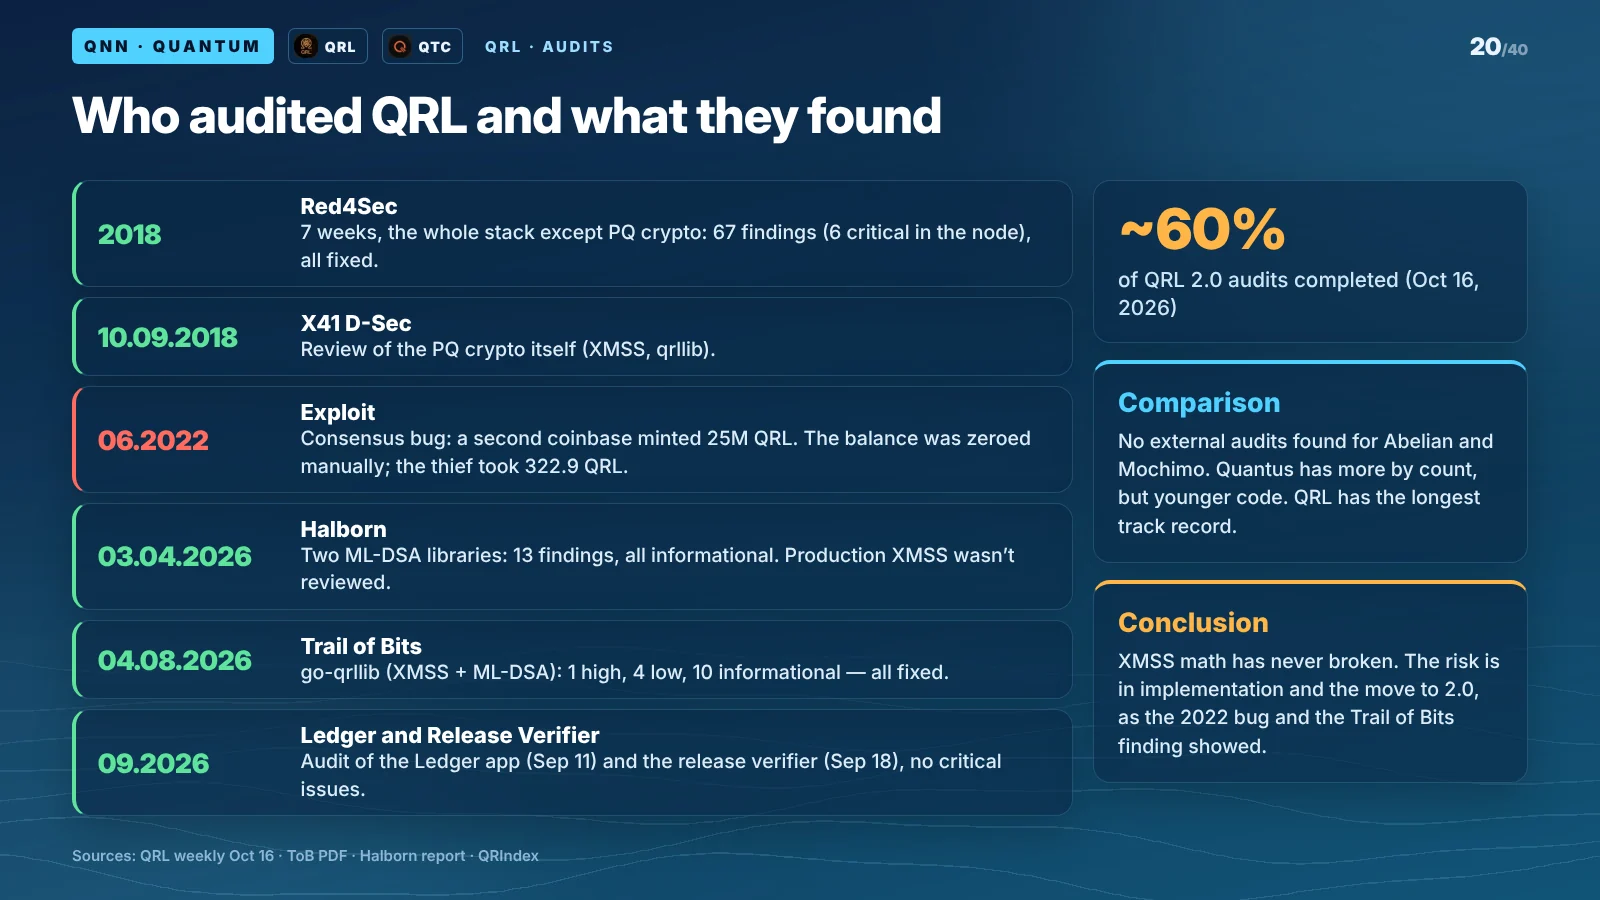 QNN · QUANTUM
QRL
QTC
QRL · AUDITS
20/40
Who audited QRL and what they found
2018
Red4Sec
7 weeks, the whole stack except PQ crypto: 67 findings (6 critical in the node),
all fixed.
10.09.2018
X41 D-Sec
Review of the PQ crypto itself (XMSS, qrllib).
06.2022
Exploit
Consensus bug: a second coinbase minted 25M QRL. The balance was zeroed
manually; the thief took 322.9 QRL.
03.04.2026
Halborn
Two ML-DSA libraries: 13 findings, all informational. Production XMSS wasn’t
reviewed.
04.08.2026
Trail of Bits
go-qrllib (XMSS + ML-DSA): 1 high, 4 low, 10 informational — all fixed.
09.2026
Ledger and Release Verifier
Audit of the Ledger app (Sep 11) and the release verifier (Sep 18), no critical
issues.
~60%
of QRL 2.0 audits completed (Oct 16,
2026)
Comparison
No external audits found for Abelian and
Mochimo. Quantus has more by count,
but younger code. QRL has the longest
track record.
Conclusion
XMSS math has never broken. The risk is
in implementation and the move to 2.0,
as the 2022 bug and the Trail of Bits
finding showed.
Sources: QRL weekly Oct 16 · ToB PDF · Halborn report · QRIndex